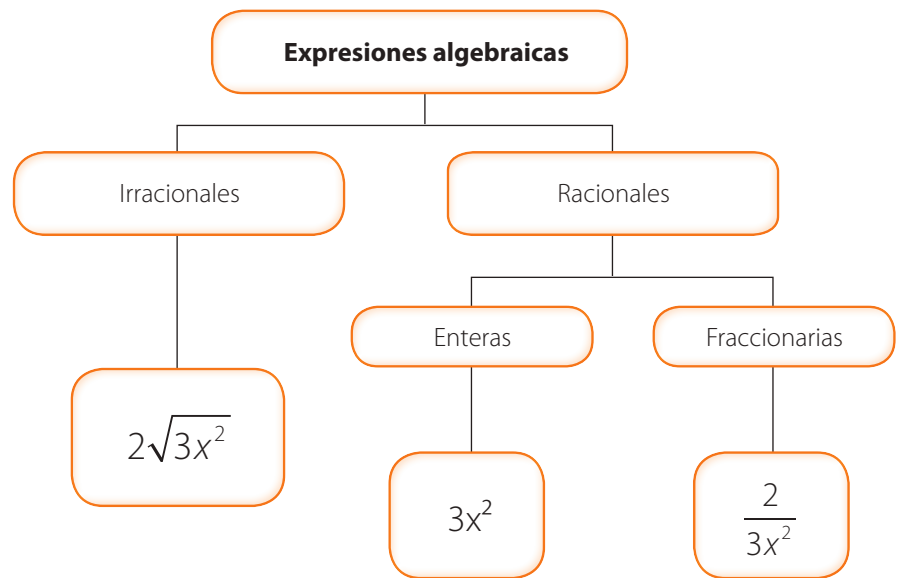 Expresiones algebraicas
Irracionales
Racionales
Enteras
Fraccionarias
2√3x²
3x²
2
3x²